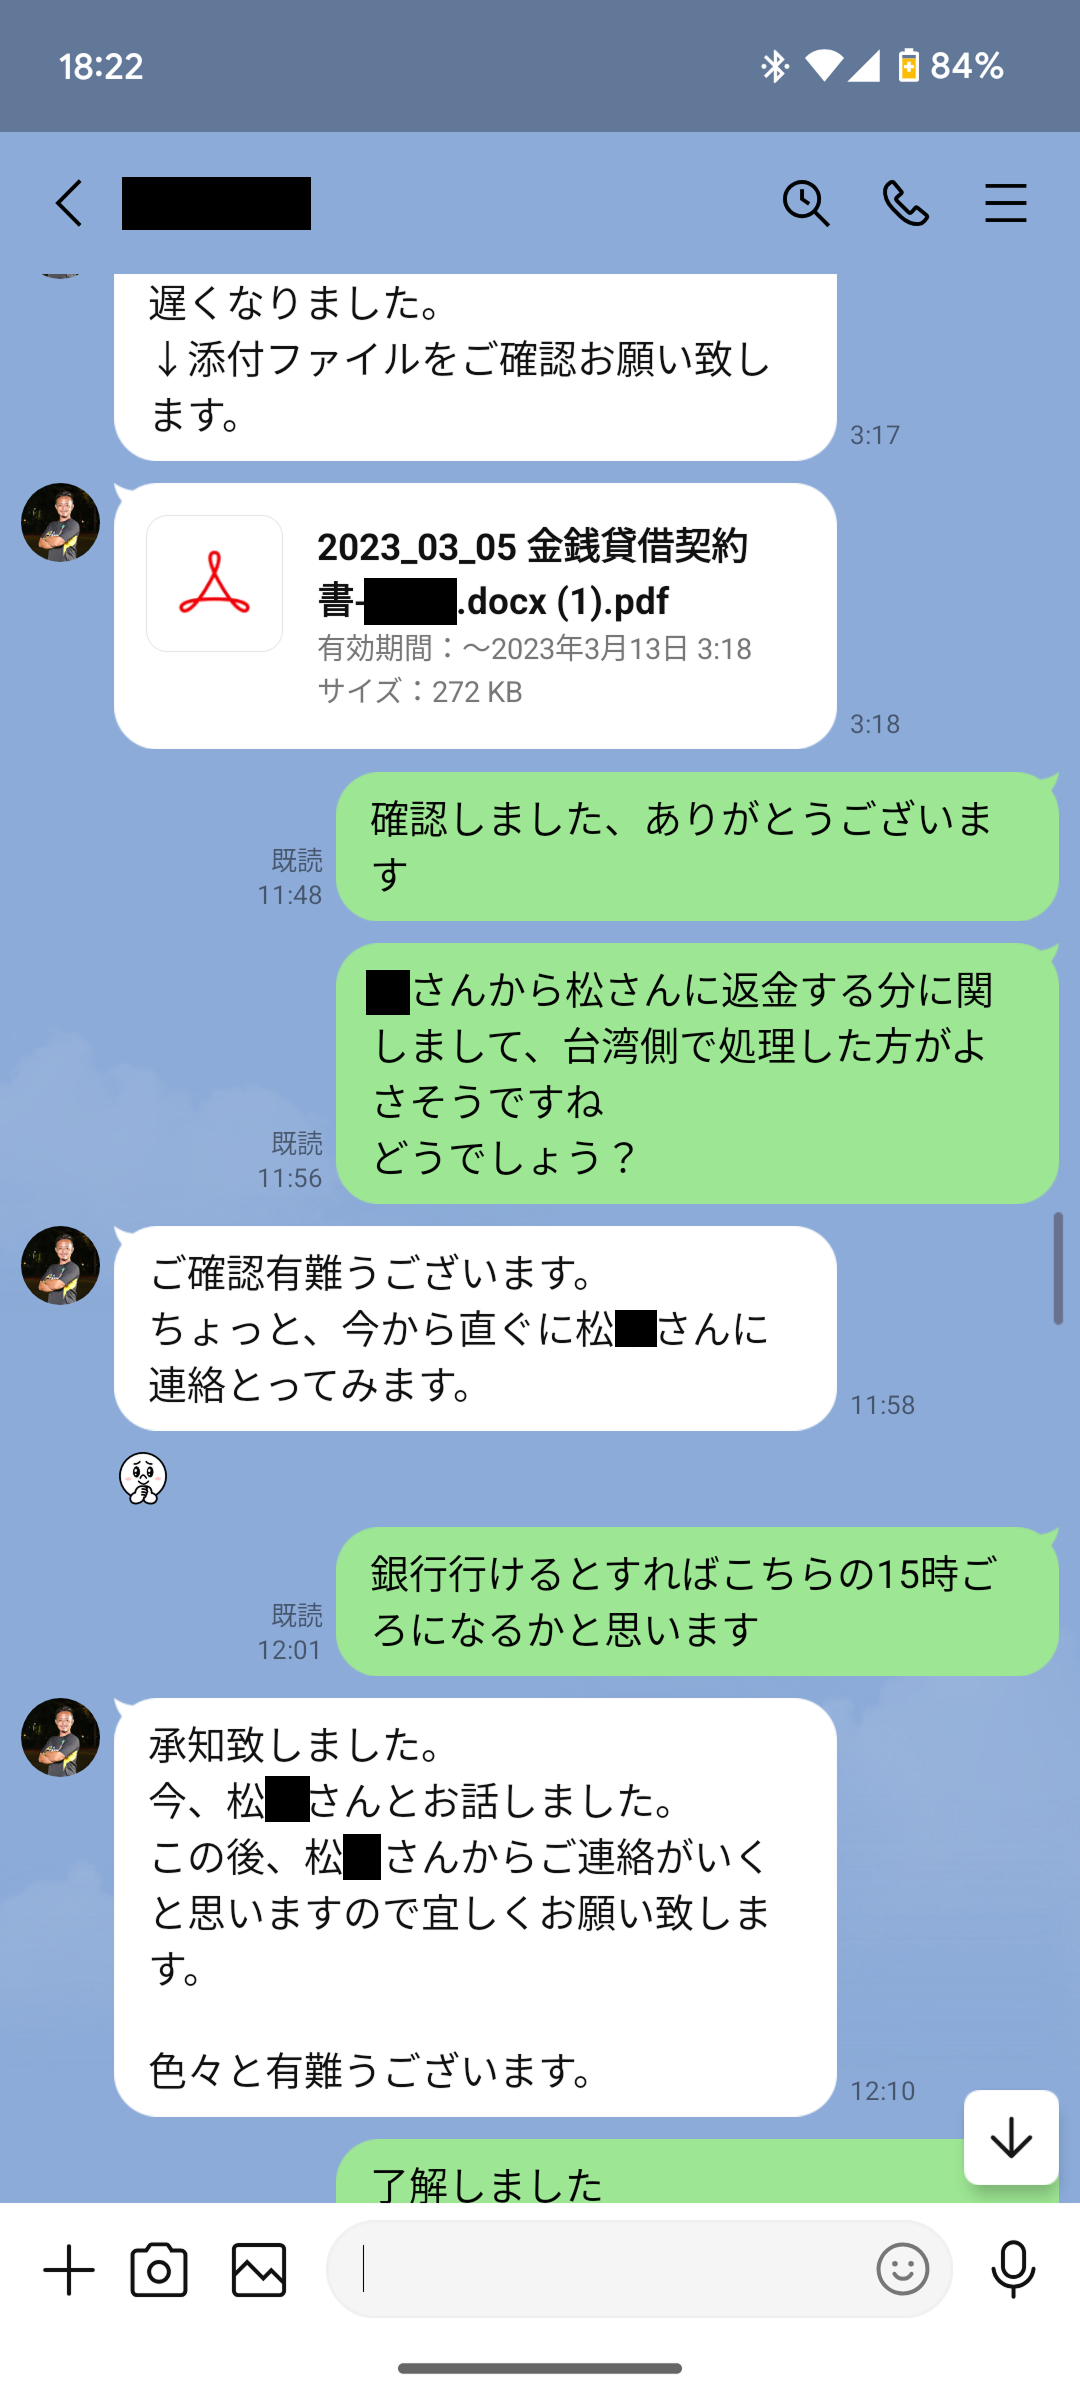 18:22
84%
遅くなりました。
↓添付ファイルをご確認お願い致し
ます。
3:17
2023_03_05 金銭貸借契約
書-.docx (1).pdf
有効期間：〜2023年3月13日 3:18
サイズ：272 KB
3:18
確認しました、ありがとうございま
す
既読
11:48
さんから松さんに返金する分に関
しまして、台湾側で処理した方がよ
さそうですね
どうでしょう？
既読
11:56
ご確認有難うございます。
ちょっと、今から直ぐに松さんに
連絡とってみます。
11:58
銀行行けるとすればこちらの15時ご
ろになるかと思います
既読
12:01
承知致しました。
今、松さんとお話しました。
この後、松さんからご連絡がいく
と思いますので宜しくお願い致しま
す。
色々と有難うございます。
12:10
了解しました